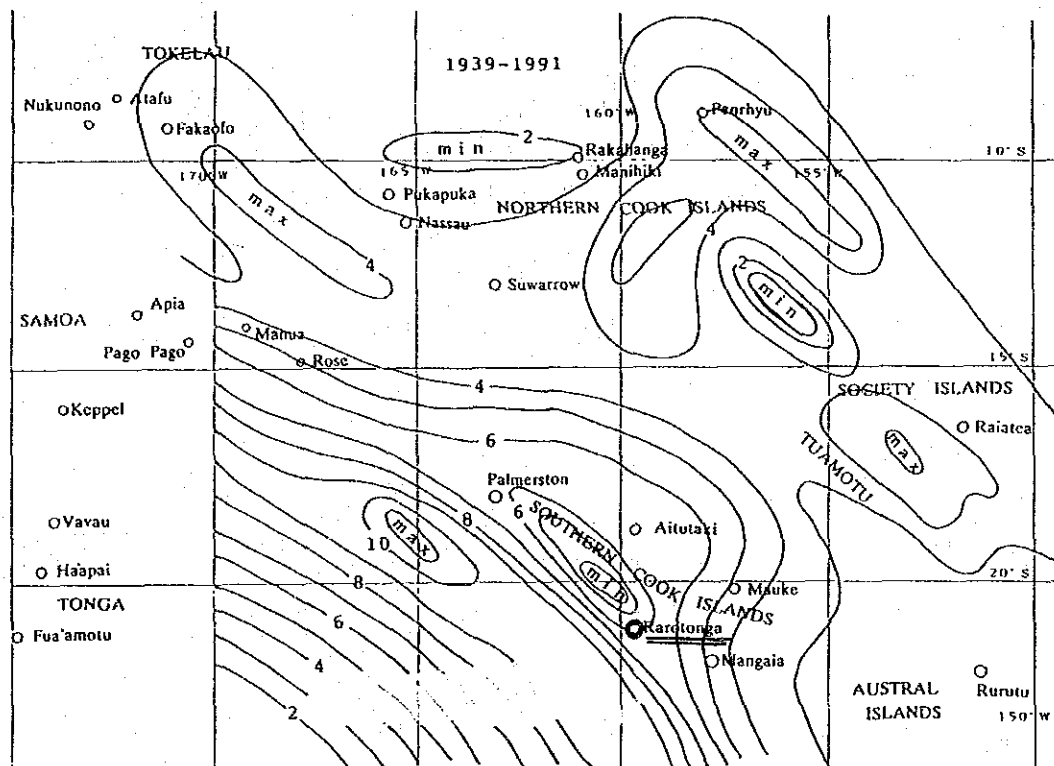 TOKELAU
1939-1991
Nukunono
Atafu
160°W
Penrhyu
Fakaofo
2
min
Rakahanga
max
10° S
170°W
165°W
Manihiki
155°W
Pukapuka
max
NORTHERN COOK ISLANDS
Nassau
4
4
2
Suwarrow
min
Apia
SAMOA
Manua
Pago Pago
Rose
15° S
4
SOCIETY ISLANDS
Keppel
Raiatea
6
max
TUAMOTU
Palmerston
Vavau
8
6
SOUTHERN COOK ISLANDS
Aitutaki
max
10
Ha'apai
8
min
20° S
Mauke
TONGA
6
Fua'amotu
Rarotonga
4
Mangaia
AUSTRAL ISLANDS
Rurutu
2
150°W